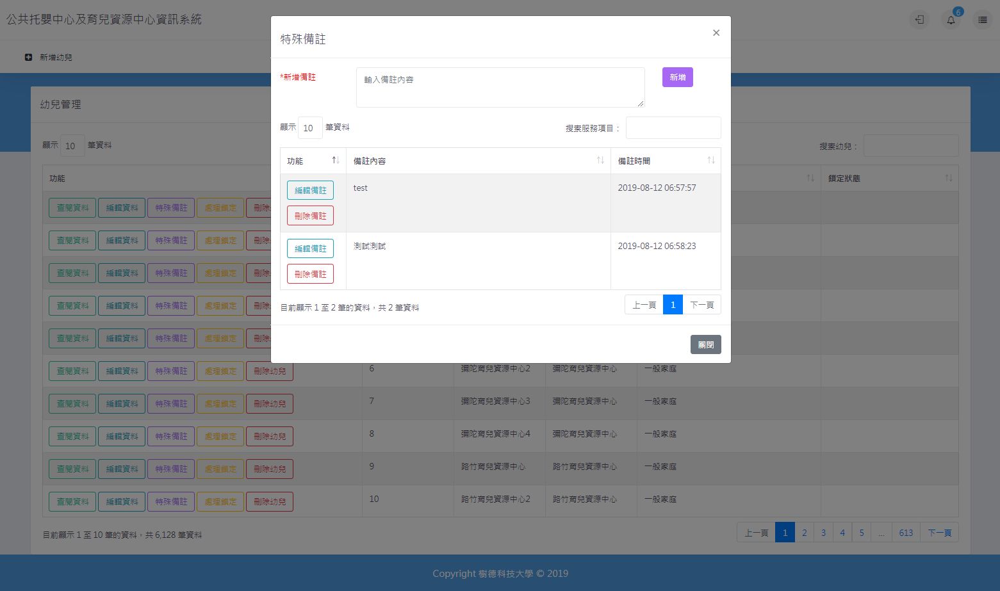 公共托嬰中心及育兒資源中心資訊系統
6
新增幼兒
幼兒管理
顯示 10 筆資料
搜索幼兒：
功能
鎖定狀態
查閱資料 編輯資料 特殊備註 處理鎖定 刪除
查閱資料 編輯資料 特殊備註 處理鎖定 刪除
查閱資料 編輯資料 特殊備註 處理鎖定 刪除
查閱資料 編輯資料 特殊備註 處理鎖定 刪除
查閱資料 編輯資料 特殊備註 處理鎖定 刪除
查閱資料 編輯資料 特殊備註 處理鎖定 刪除幼兒 6 彌陀育兒資源中心2 彌陀育兒資源中心 一般家庭
查閱資料 編輯資料 特殊備註 處理鎖定 刪除幼兒 7 彌陀育兒資源中心3 彌陀育兒資源中心 一般家庭
查閱資料 編輯資料 特殊備註 處理鎖定 刪除幼兒 8 彌陀育兒資源中心4 彌陀育兒資源中心 一般家庭
查閱資料 編輯資料 特殊備註 處理鎖定 刪除幼兒 9 路竹育兒資源中心 路竹育兒資源中心 一般家庭
查閱資料 編輯資料 特殊備註 處理鎖定 刪除幼兒 10 路竹育兒資源中心2 路竹育兒資源中心 一般家庭
目前顯示 1 至 10 筆的資料，共 6,128 筆資料
上一頁 1 2 3 4 5 ... 613 下一頁
特殊備註
×
*新增備註
輸入備註內容
新增
顯示 10 筆資料
搜索服務項目：
功能 備註內容 備註時間
編輯備註 test 2019-08-12 06:57:57
刪除備註
編輯備註 測試測試 2019-08-12 06:58:23
刪除備註
目前顯示 1 至 2 筆的資料，共 2 筆資料
上一頁 1 下一頁
關閉
Copyright 樹德科技大學 © 2019